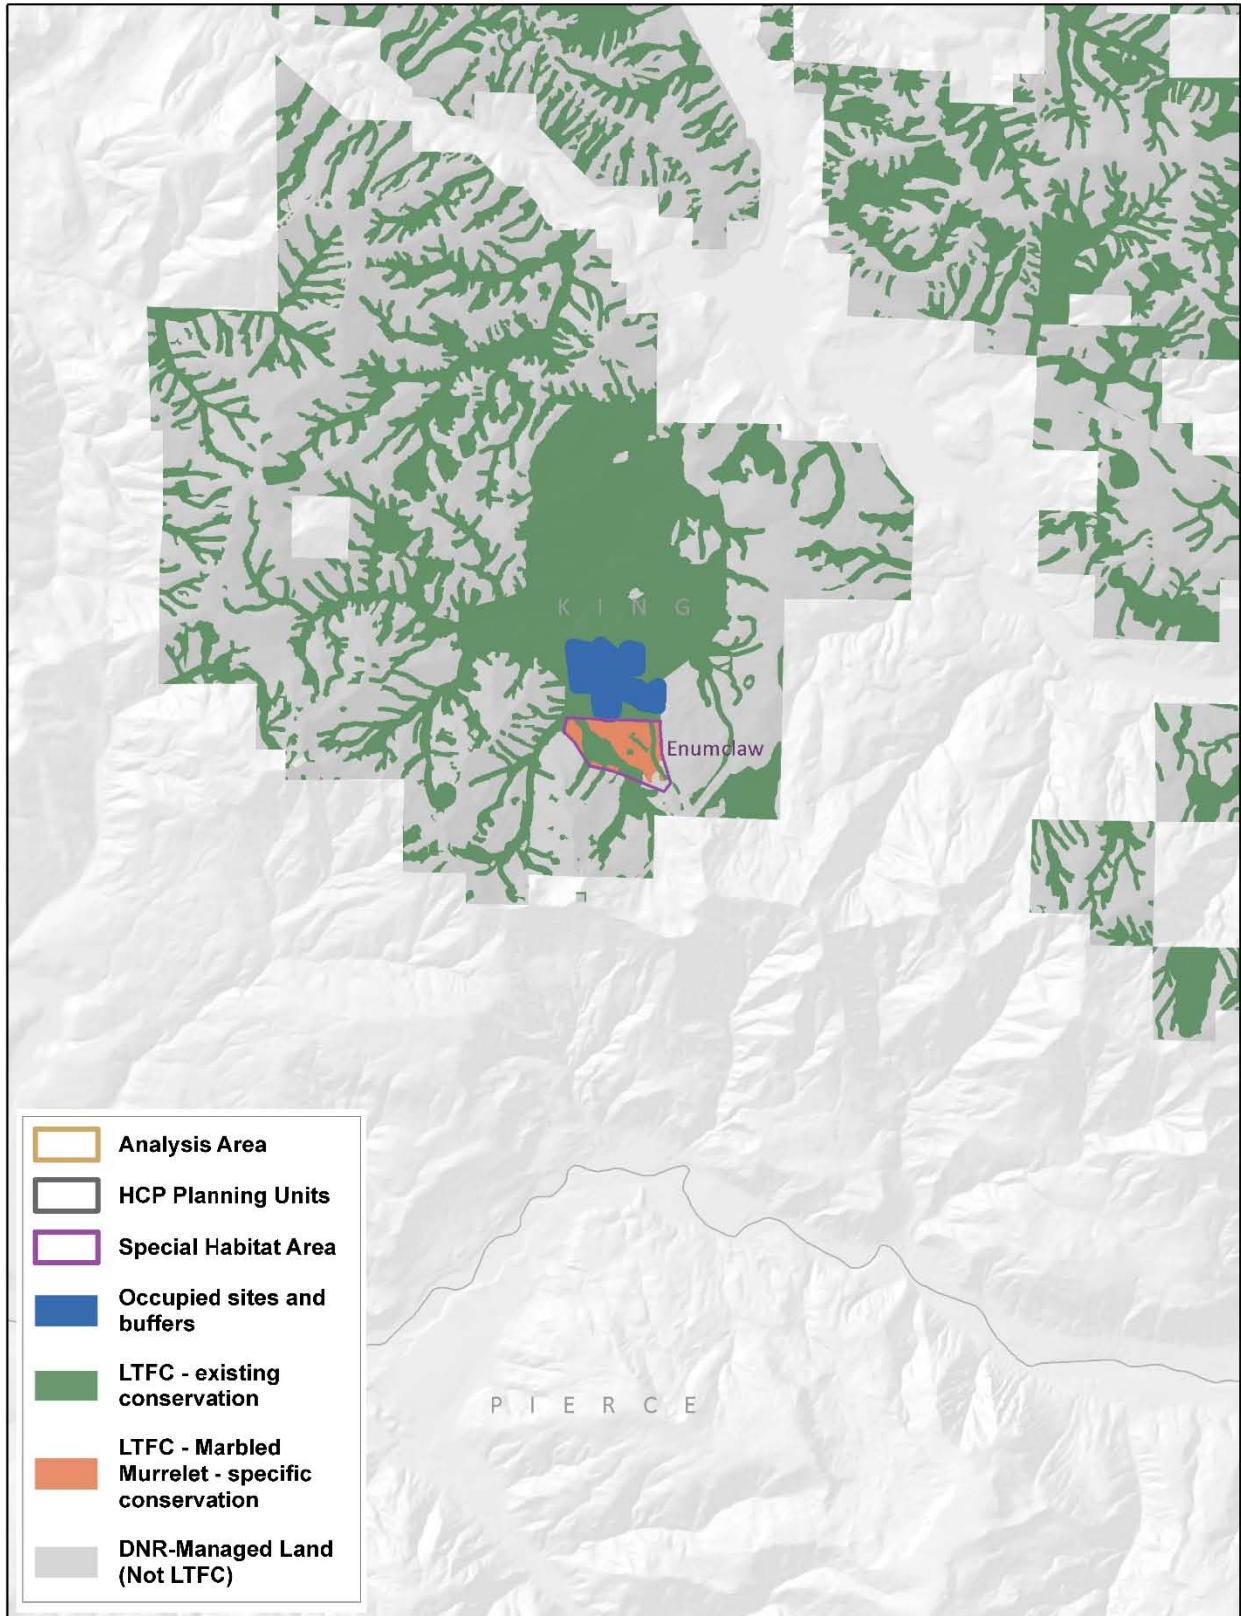 K I N G
Enumclaw
Analysis Area
HCP Planning Units
Special Habitat Area
Occupied sites and
buffers
LTFC - existing
conservation
LTFC - Marbled
Murrelet - specific
conservation
DNR-Managed Land
(Not LTFC)
P I E R C E